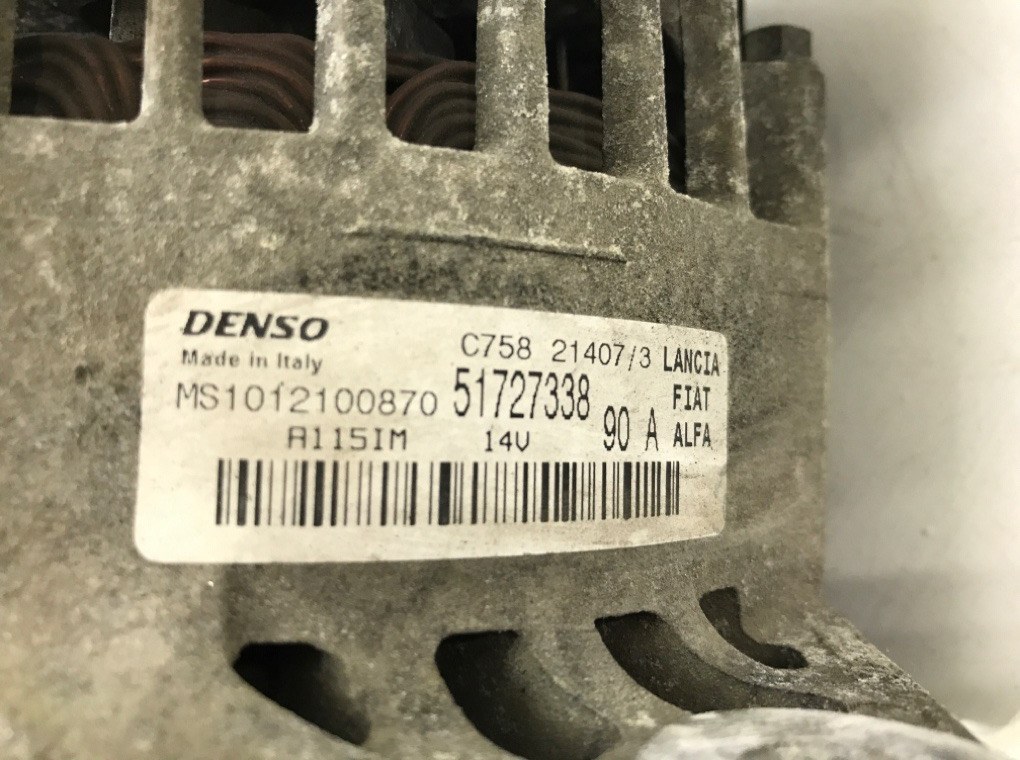 DENSO
Made in Italy
C758 21407/3 LANCIA
MS1012100870 51727338 FIAT
A115IM 14V 90 A ALFA